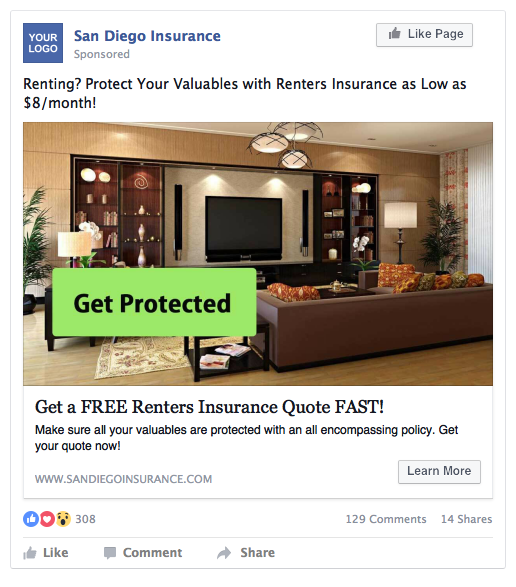 YOUR
LOGO
San Diego Insurance
Sponsored
Like Page
Renting? Protect Your Valuables with Renters Insurance as Low as
$8/month!
Get Protected
Get a FREE Renters Insurance Quote FAST!
Make sure all your valuables are protected with an all encompassing policy. Get
your quote now!
WWW.SANDIEGOINSURANCE.COM
Learn More
308
129 Comments
14 Shares
Like
Comment
Share